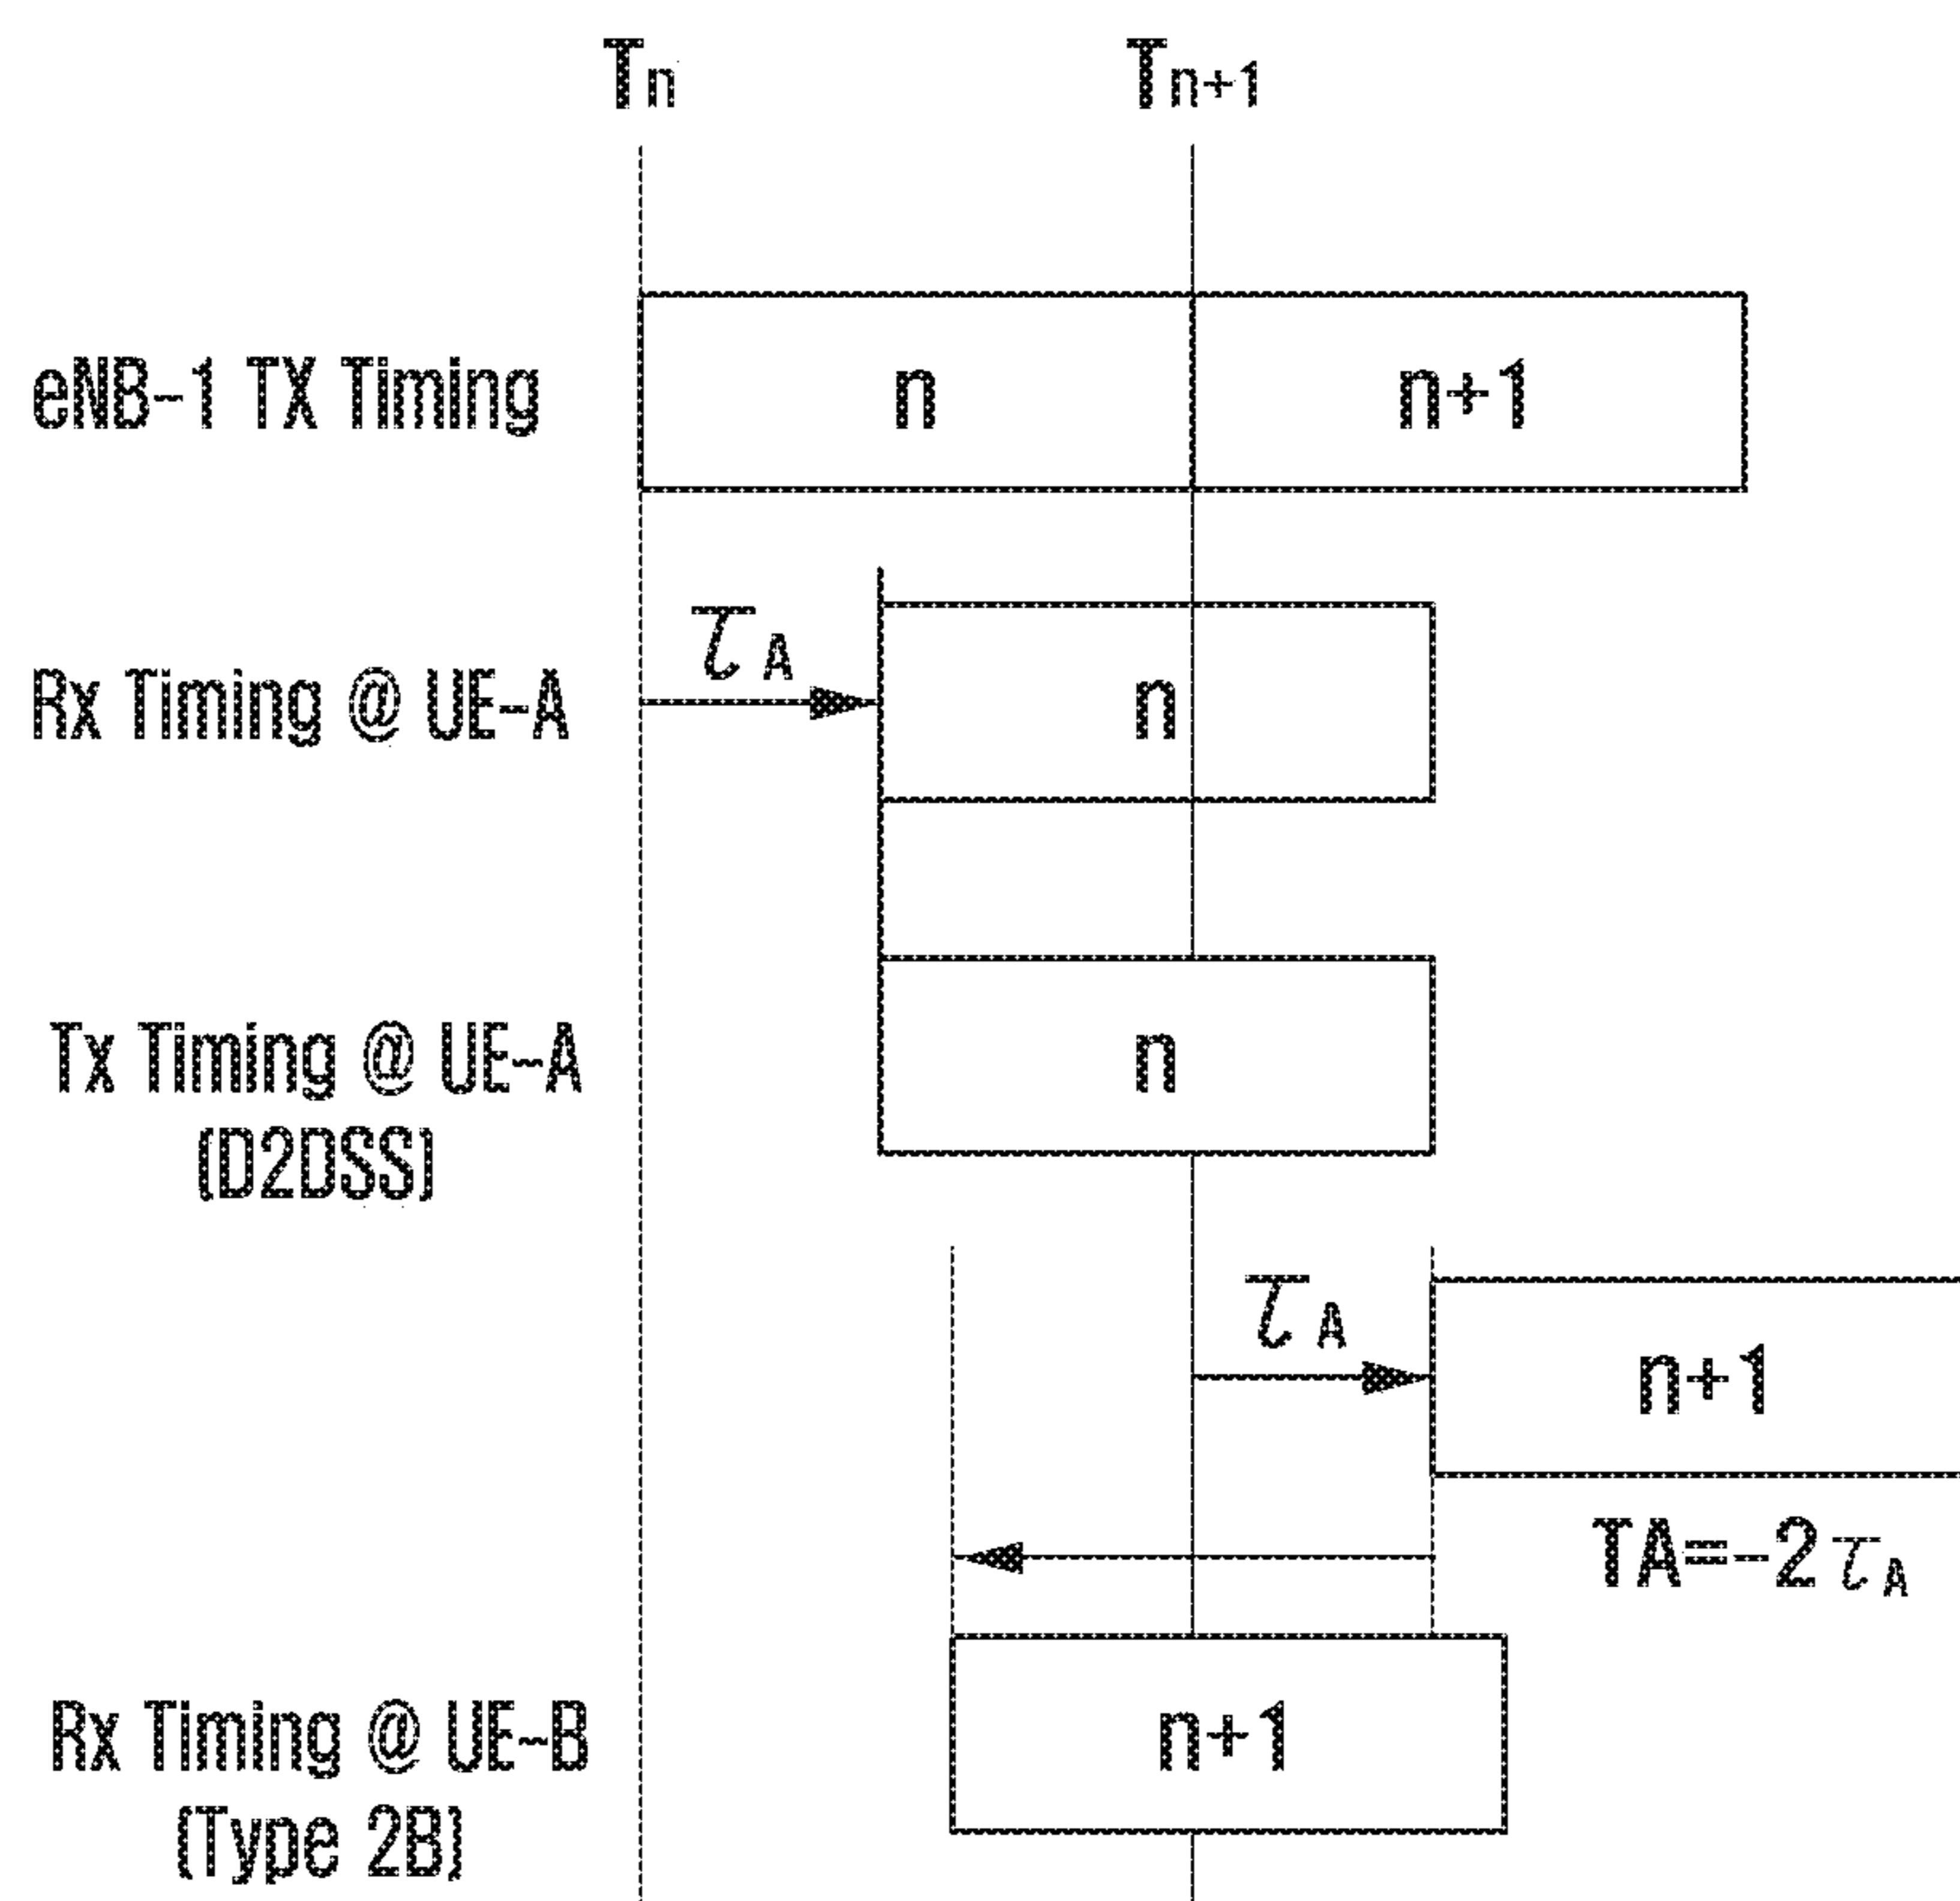 Tn Tn+1
eNB-1 TX Timing n n+1
τA
Rx Timing @ UE-A n
Tx Timing @ UE-A n
(D2DSS)
τA
n+1
TA=-2τA
Rx Timing @ UE-B n+1
(Type 2B)